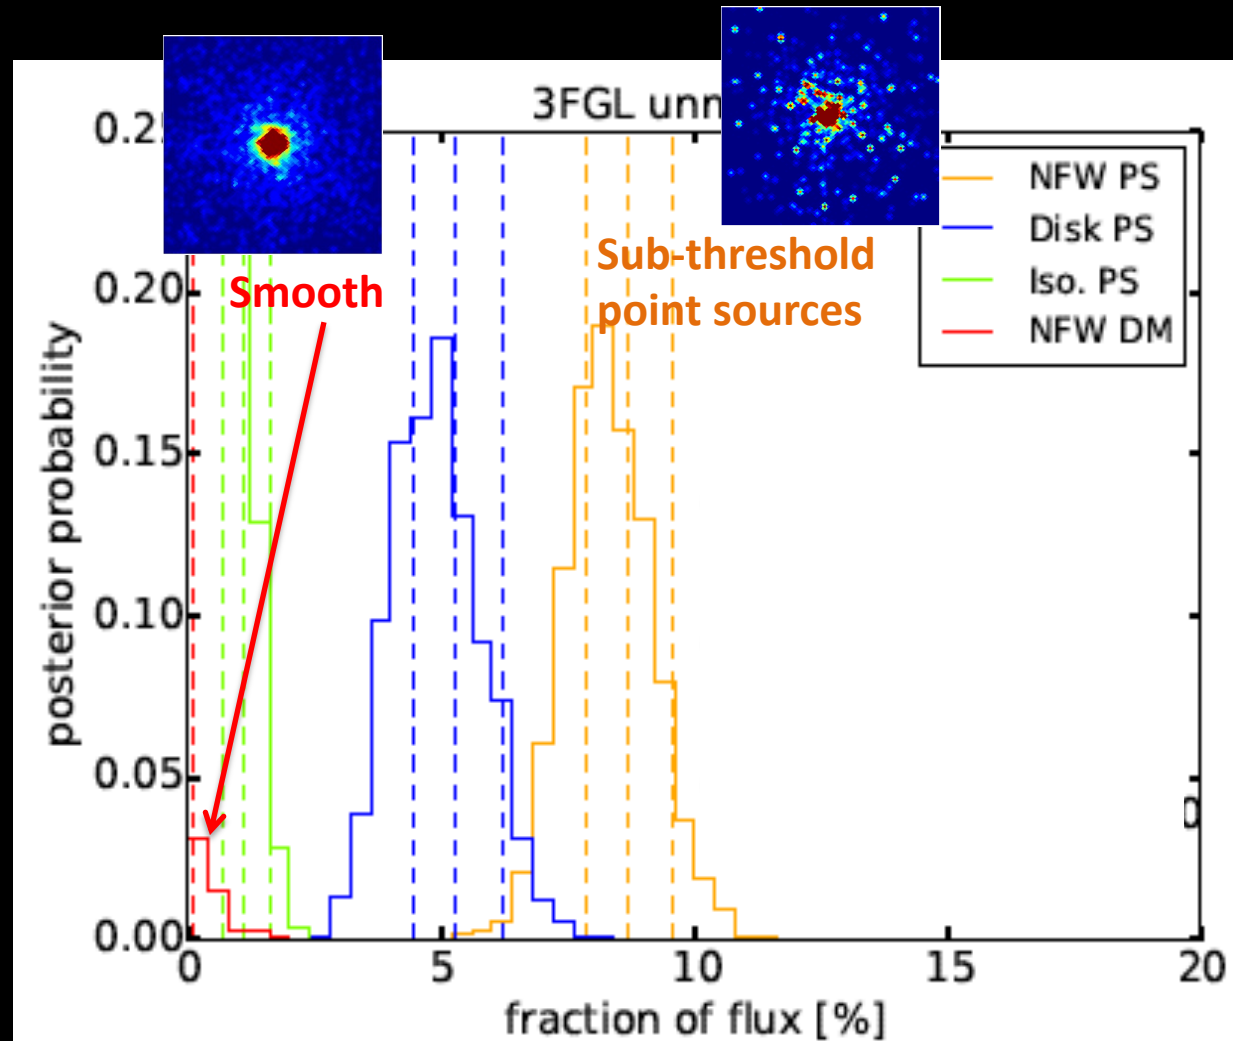 3FGL unn
NFW PS
Disk PS
Iso. PS
NFW DM
Smooth
Sub-threshold
point sources
posterior probability
0.20
0.15
0.10
0.05
0.00
0
5
10
15
20
fraction of flux [%]